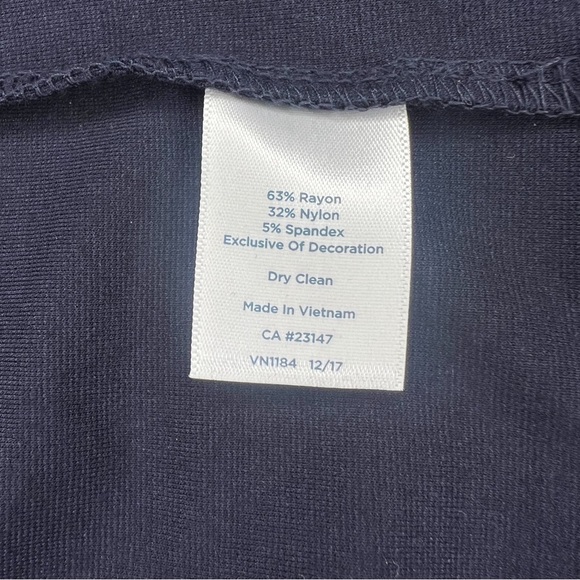 63% Rayon
32% Nylon
5% Spandex
Exclusive Of Decoration
Dry Clean
Made In Vietnam
CA #23147
VN1184 12/17